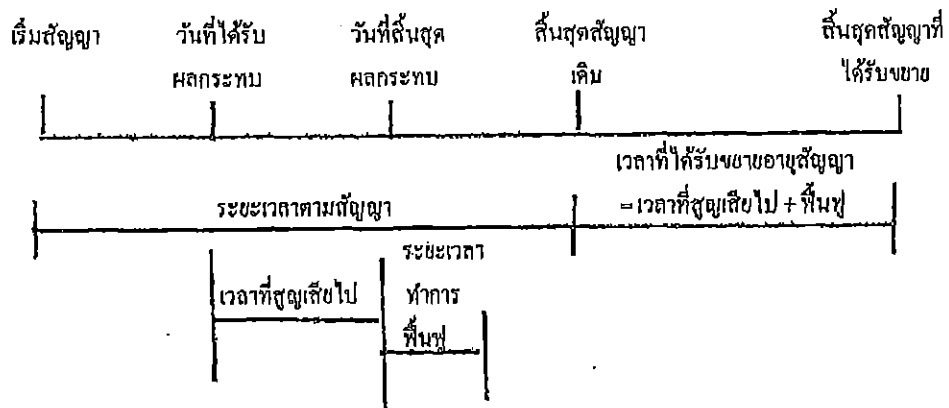 เริ่มสัญญา วันที่ได้รับ วันที่สิ้นสุด สิ้นสุดสัญญา สิ้นสุดสัญญาที่
ผลกระทบ ผลกระทบ เดิม ได้รับขยาย
เวลาที่ได้รับขยายอายุสัญญา
ระยะเวลาตามสัญญา =เวลาที่สูญเสียไป + ฟื้นฟู
ระยะเวลา
เวลาที่สูญเสียไป ทำการ
ฟื้นฟู